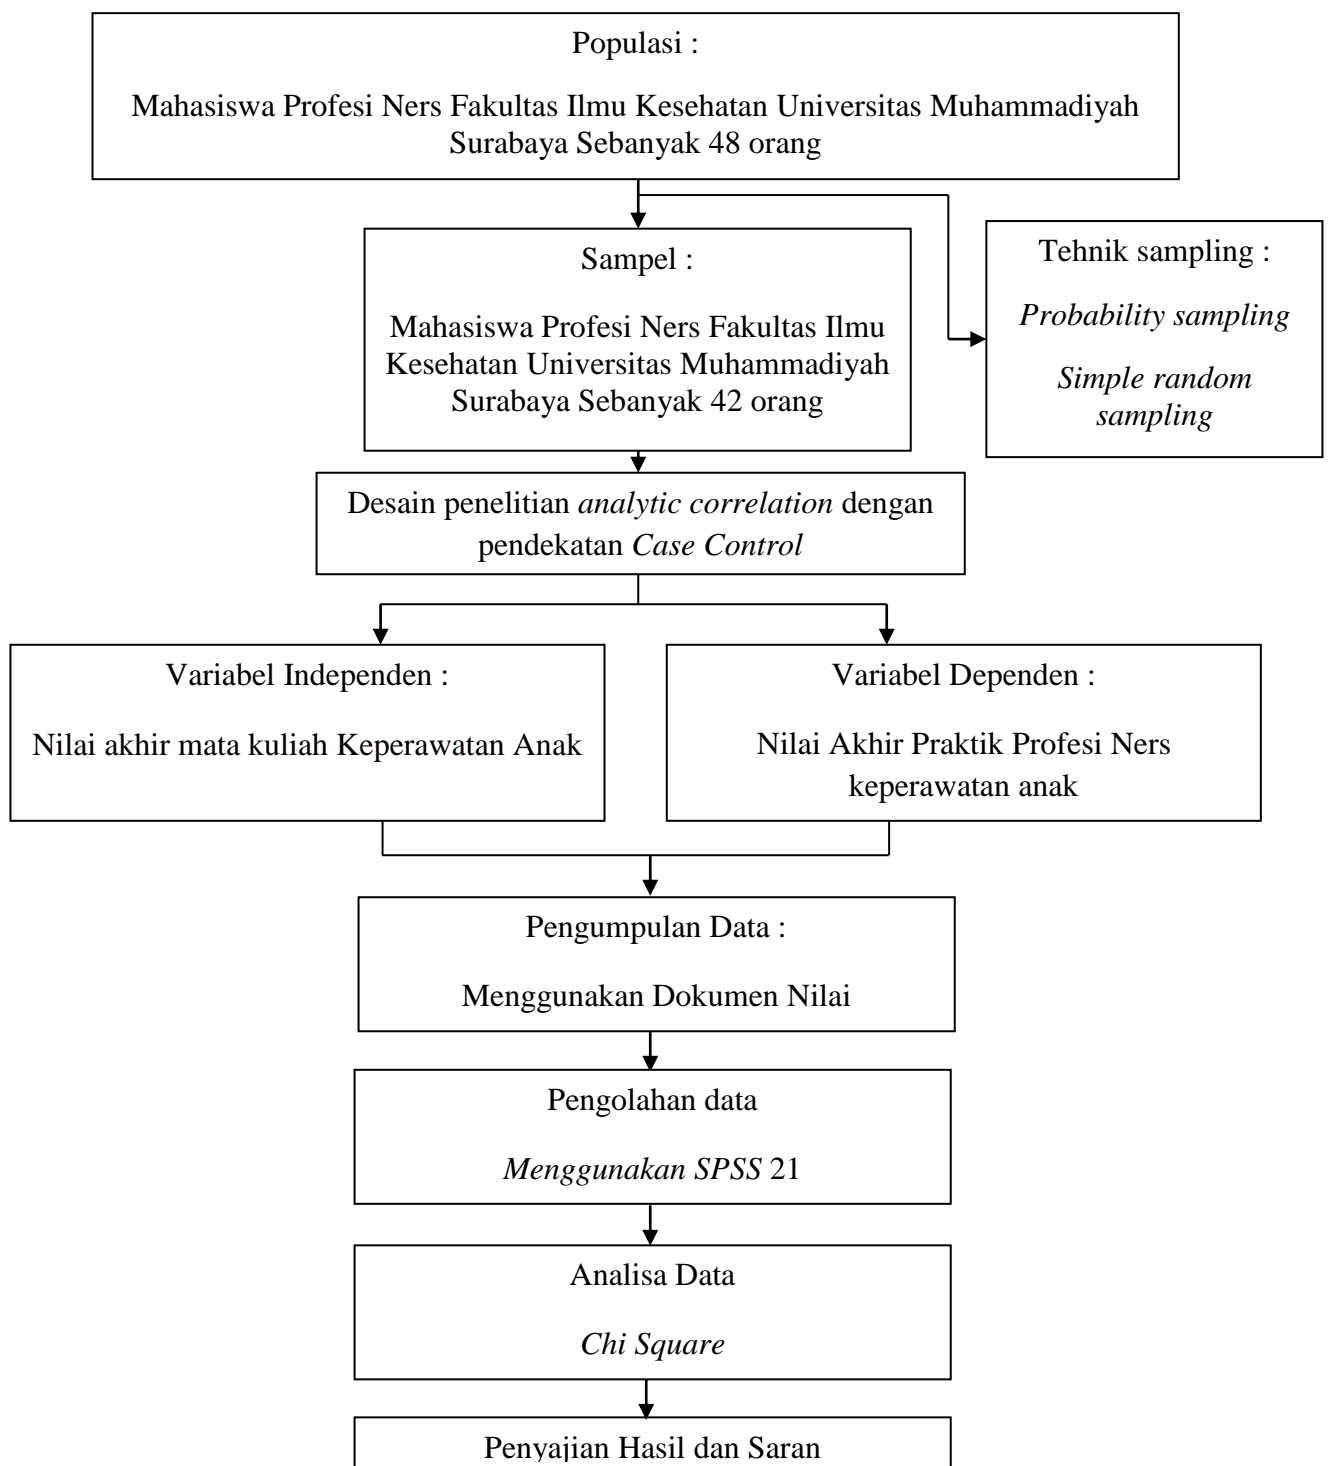 Populasi :
Mahasiswa Profesi Ners Fakultas Ilmu Kesehatan Universitas Muhammadiyah
Surabaya Sebanyak 48 orang
Sampel :
Mahasiswa Profesi Ners Fakultas Ilmu
Kesehatan Universitas Muhammadiyah
Surabaya Sebanyak 42 orang
Tehnik sampling :
Probability sampling
Simple random
sampling
Desain penelitian analytic correlation dengan
pendekatan Case Control
Variabel Independen :
Nilai akhir mata kuliah Keperawatan Anak
Variabel Dependen :
Nilai Akhir Praktik Profesi Ners
keperawatan anak
Pengumpulan Data :
Menggunakan Dokumen Nilai
Pengolahan data
Menggunakan SPSS 21
Analisa Data
Chi Square
Penyajian Hasil dan Saran